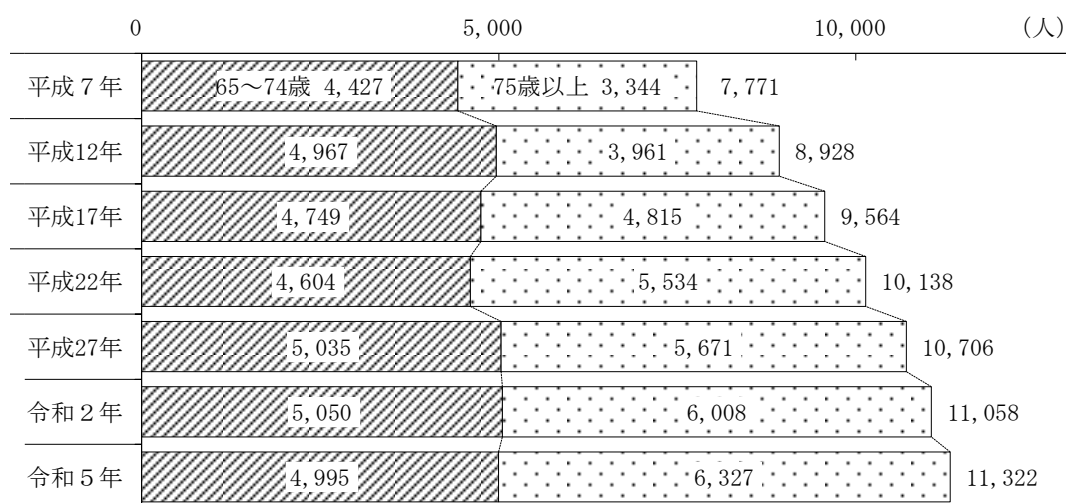 0 5,000 10,000 (人)
平成７年 65～74歳 4,427 75歳以上 3,344 7,771
平成12年 4,967 3,961 8,928
平成17年 4,749 4,815 9,564
平成22年 4,604 5,534 10,138
平成27年 5,035 5,671 10,706
令和２年 5,050 6,008 11,058
令和５年 4,995 6,327 11,322